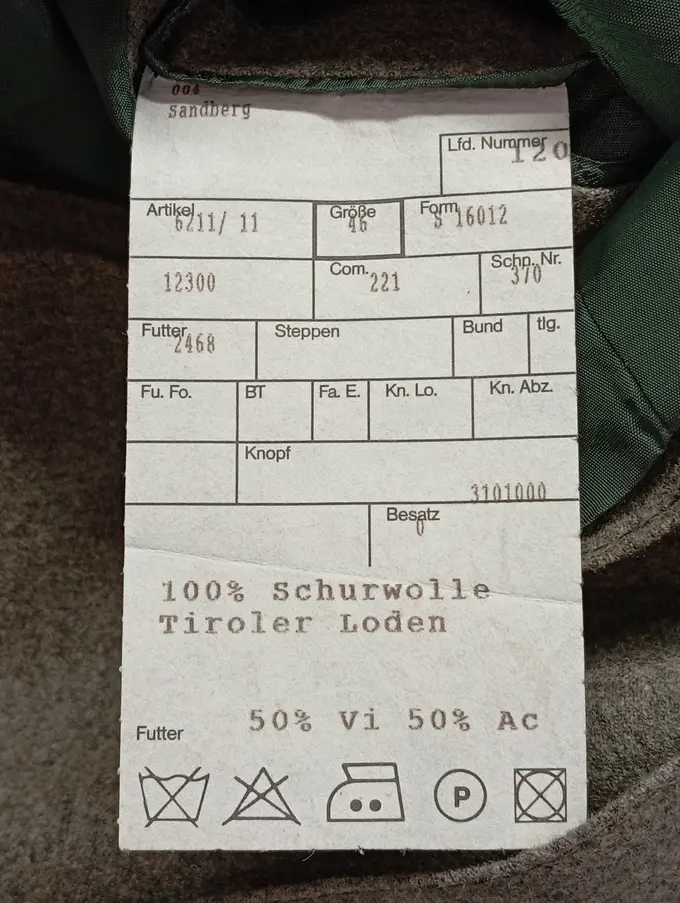 004
Sandberg
Lfd. Nummer
120
Artikel Größe Form
6211/ 11 46 S 16012
Com. Schn. Nr.
12300 221 370
Futter Steppen Bund tlg.
2468
Fu. Fo. BT Fa. E. Kn. Lo. Kn. Abz.
Knopf
3101000
Besatz
0
100% Schurwolle
Tiroler Loden
Futter 50% Vi 50% Ac
P